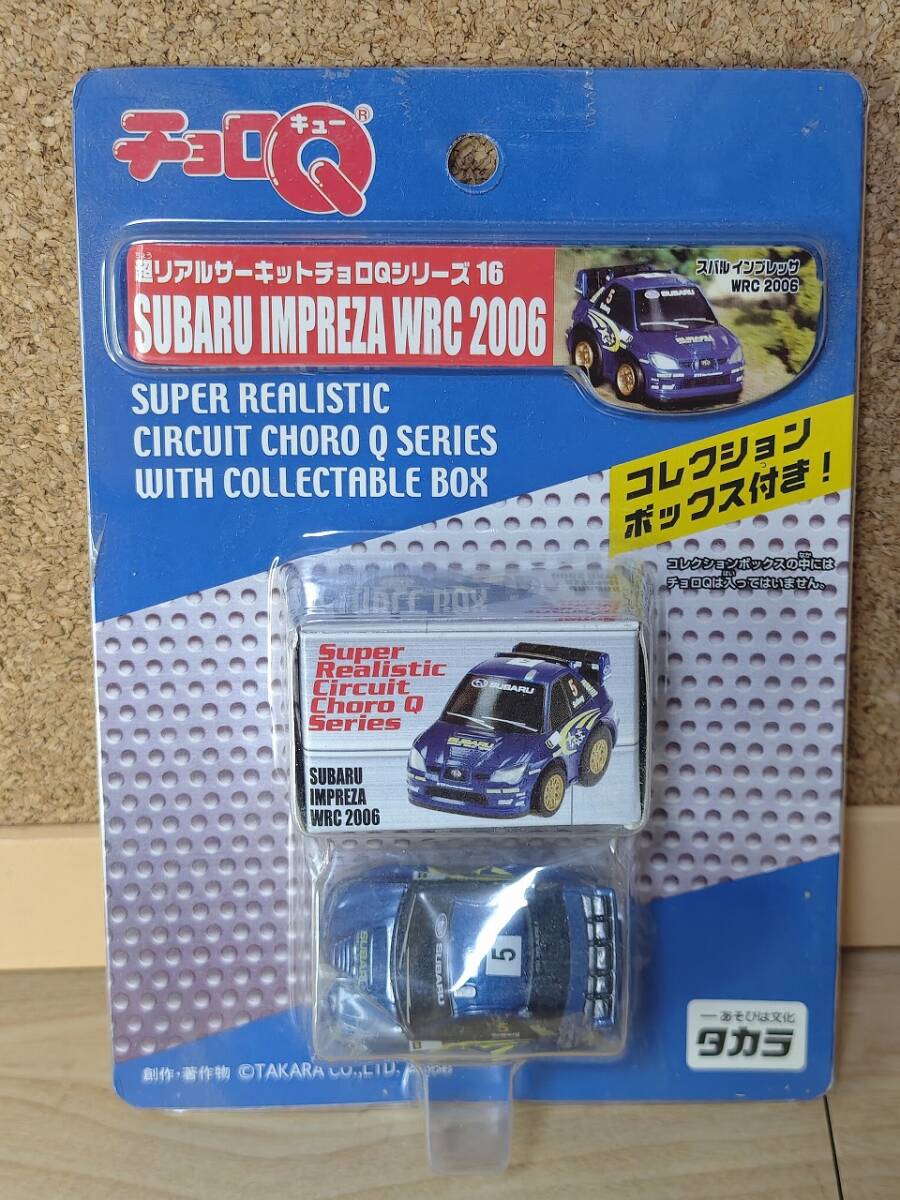 チョロQ®
キュー
超リアルサーキットチョロQシリーズ 16
SUBARU IMPREZA WRC 2006
スバル インプレッサ
WRC 2006
SUBARU
SUPER REALISTIC
CIRCUIT CHORO Q SERIES
WITH COLLECTABLE BOX
コレクション
ボックス付き!
コレクションボックスの中には
チョロQは入ってはいません。
Super
Realistic
Circuit
Choro Q
Series
SUBARU
IMPREZA
WRC 2006
SUBARU
5
SUBARU
SUBARU
SUBARU
5
あそびは文化
タカラ
創作・著作物 ©TAKARA CO.,LTD.